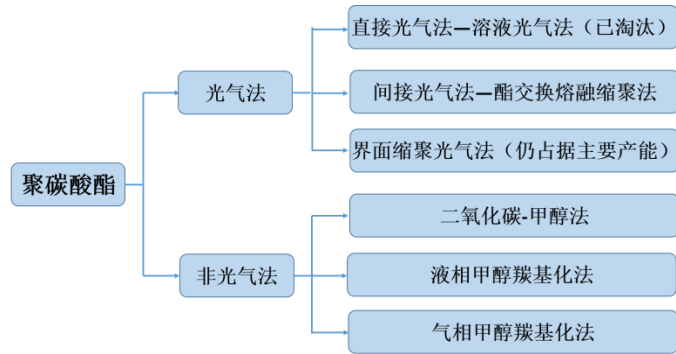 聚碳酸酯
光气法
直接光气法—溶液光气法（已淘汰）
间接光气法—酯交换熔融缩聚法
界面缩聚光气法（仍占据主要产能）
非光气法
二氧化碳-甲醇法
液相甲醇羰基化法
气相甲醇羰基化法